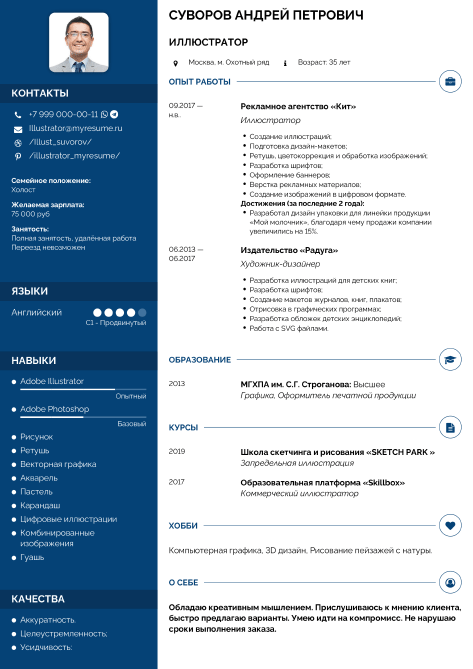 СУВОРОВ АНДРЕЙ ПЕТРОВИЧ
ИЛЛЮСТРАТОР
Москва, м. Охотный ряд
Возраст: 35 лет
КОНТАКТЫ
+7 999 000-00-11
Illustrator@myresume.ru
/Illust_suvorov/
/illustrator_myresume/
Семейное положение:
Холост
Желаемая зарплата:
75 000 руб
Занятость:
Полная занятость, удалённая работа
Переезд невозможен
ЯЗЫКИ
Английский
C1 - Продвинутый
НАВЫКИ
Adobe Illustrator
Опытный
Adobe Photoshop
Базовый
Рисунок
Ретушь
Векторная графика
Акварель
Пастель
Карандаш
Цифровые иллюстрации
Комбинированные
изображения
Гуашь
КАЧЕСТВА
Аккуратность
Целеустремленность;
Усидчивость:
ОПЫТ РАБОТЫ
09.2017 —
н.в.
Рекламное агентство «Кит»
Иллюстратор
Создание иллюстраций;
Подготовка дизайн-макетов;
Ретушь, цветокоррекция и обработка изображений;
Разработка шрифтов;
Оформление баннеров;
Верстка рекламных материалов;
Создание изображений в цифровом формате.
Достижения (за последние 2 года):
Разработал дизайн упаковки для линейки продукции
«Мой молочник», благодаря чему продажи компании
увеличились на 15%.
06.2013 —
06.2017
Издательство «Радуга»
Художник-дизайнер
Разработка иллюстраций для детских книг;
Разработка шрифтов;
Создание макетов журналов, книг, плакатов;
Отрисовка в графических программах;
Разработка обложек детских энциклопедий;
Работа с SVG файлами.
ОБРАЗОВАНИЕ
2013
МГХПА им. С.Г. Строганова: Высшее
Графика, Оформитель печатной продукции
КУРСЫ
2019
Школа скетчинга и рисования «SKETCH PARK »
Запредельная иллюстрация
2017
Образовательная платформа «Skillbox»
Коммерческий иллюстратор
ХОББИ
Компьютерная графика, 3D дизайн, Рисование пейзажей с натуры.
О СЕБЕ
Обладаю креативным мышлением. Прислушиваюсь к мнению клиента,
быстро предлагаю варианты. Умею идти на компромисс. Не нарушаю
сроки выполнения заказа.